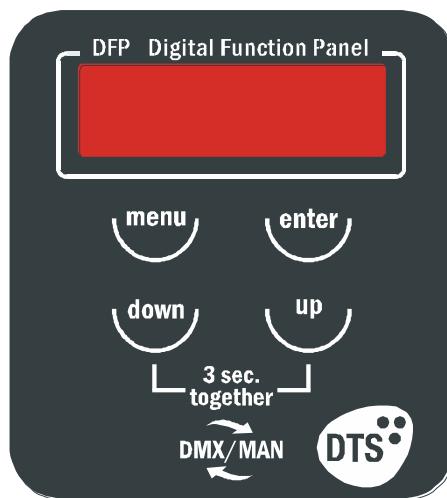 DFP Digital Function Panel
menu enter
down up
3 sec.
together
DMX/MAN
DTS